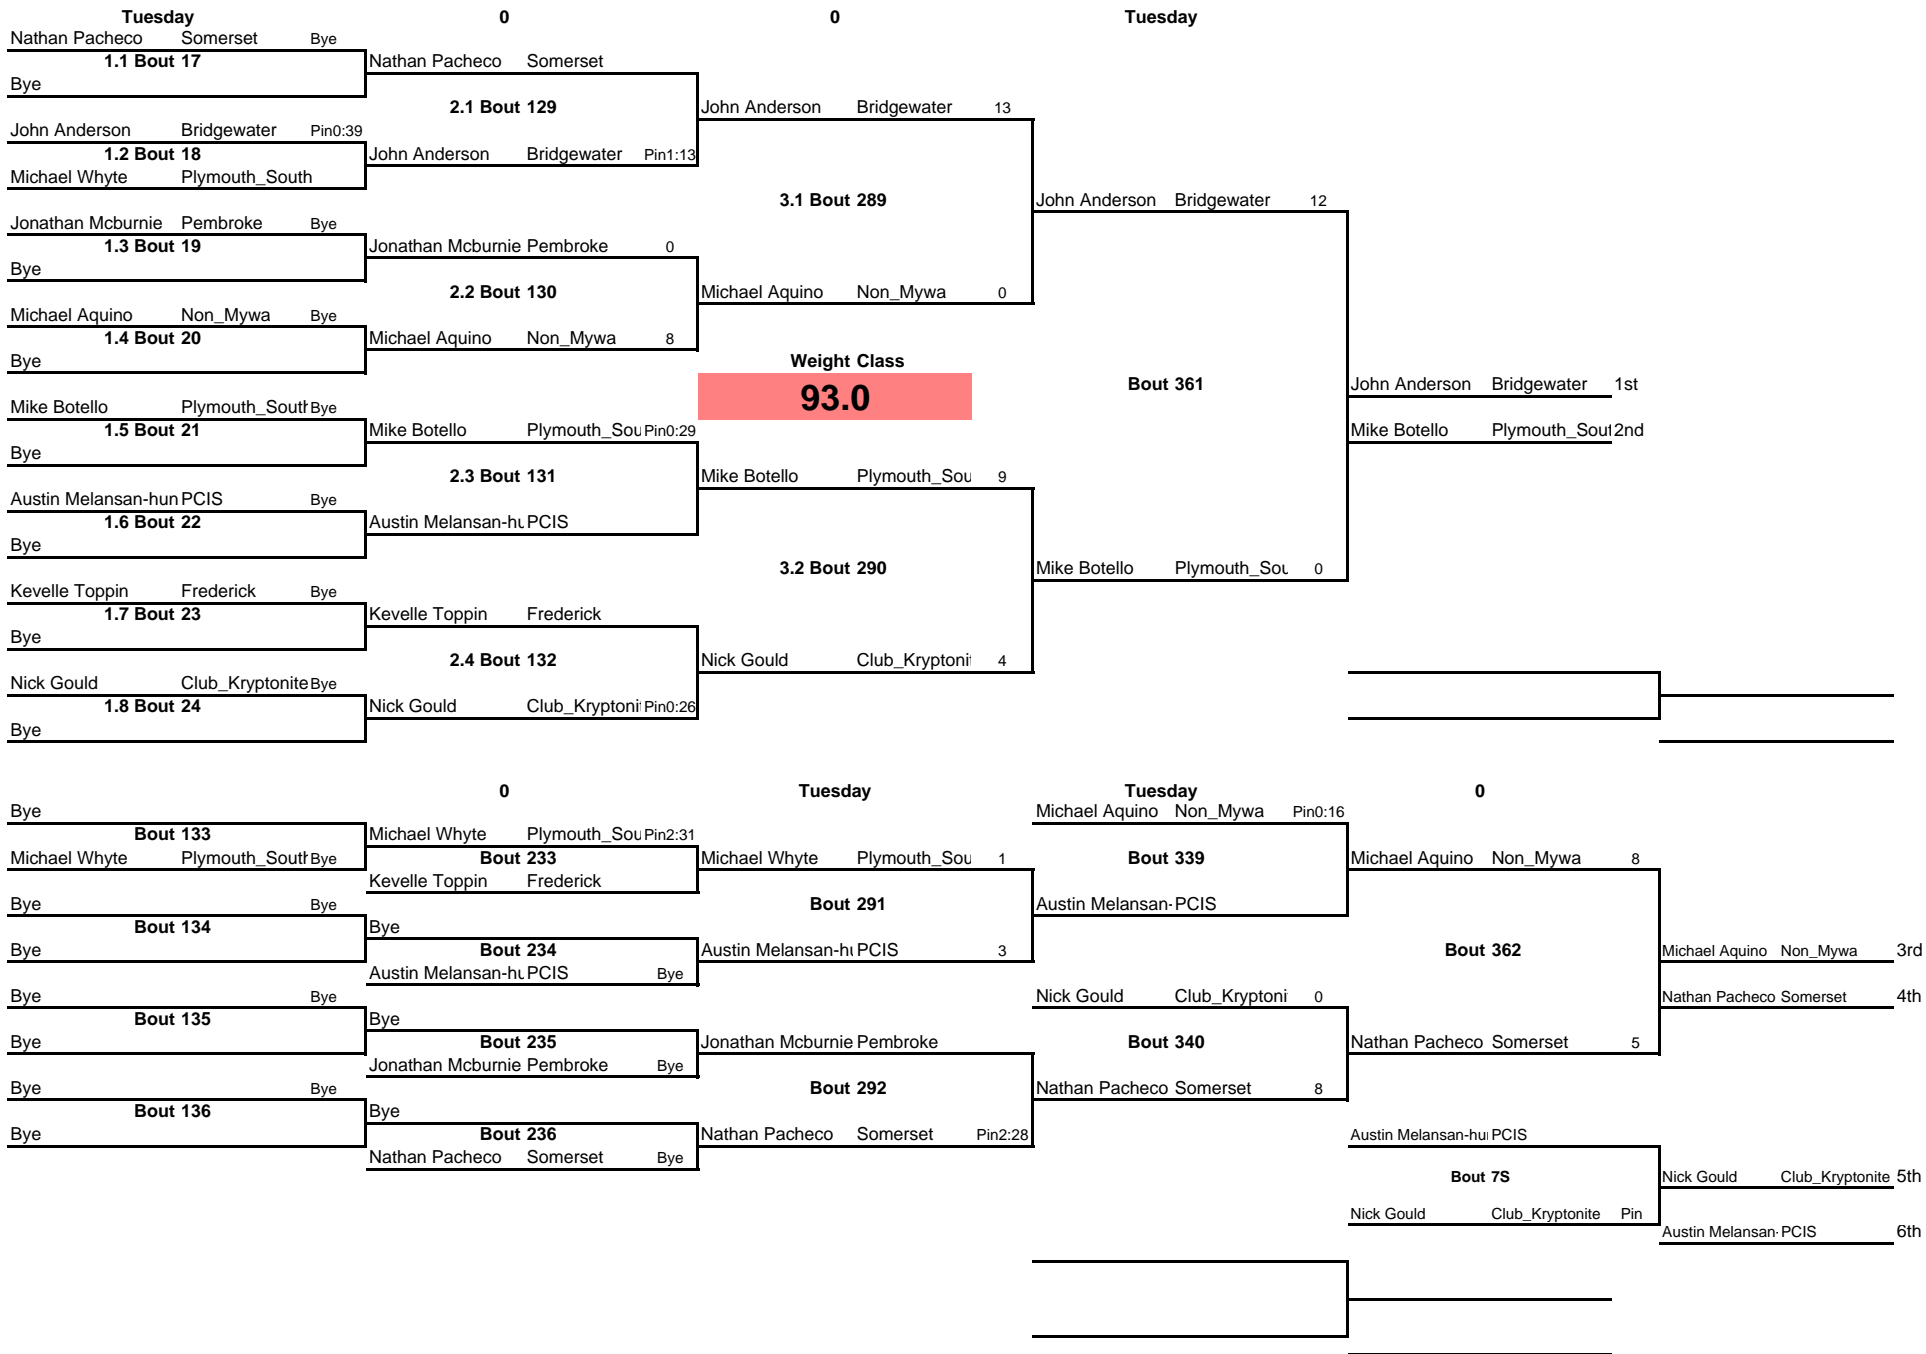 Tuesday 0 0 Tuesday
Nathan Pacheco Somerset Bye
1.1 Bout 17 Nathan Pacheco Somerset
Bye
2.1 Bout 129 John Anderson Bridgewater 13
John Anderson Bridgewater Pin0:39
1.2 Bout 18 John Anderson Bridgewater Pin1:13
Michael Whyte Plymouth_South
3.1 Bout 289 John Anderson Bridgewater 12
Jonathan Mcburnie Pembroke Bye
1.3 Bout 19 Jonathan Mcburnie Pembroke 0
Bye
2.2 Bout 130 Michael Aquino Non_Mywa 0
Michael Aquino Non_Mywa Bye
1.4 Bout 20 Michael Aquino Non_Mywa 8
Bye Weight Class
93.0 Bout 361 John Anderson Bridgewater 1st
Mike Botello Plymouth_South Bye
1.5 Bout 21 Mike Botello Plymouth_Sou Pin0:29 Mike Botello Plymouth_Sout 2nd
Bye
2.3 Bout 131 Mike Botello Plymouth_Sou 9
Austin Melansan-hun PCIS Bye
1.6 Bout 22 Austin Melansan-hu PCIS
Bye
3.2 Bout 290 Mike Botello Plymouth_Sou 0
Kevelle Toppin Frederick Bye
1.7 Bout 23 Kevelle Toppin Frederick
Bye
2.4 Bout 132 Nick Gould Club_Kryptoni 4
Nick Gould Club_Kryptonite Bye
1.8 Bout 24 Nick Gould Club_Kryptoni Pin0:26
Bye
0 Tuesday Tuesday 0
Bye Michael Aquino Non_Mywa Pin0:16
Bout 133 Michael Whyte Plymouth_Sou Pin2:31
Michael Whyte Plymouth_South Bye Bout 233 Michael Whyte Plymouth_Sou 1 Bout 339 Michael Aquino Non_Mywa 8
Kevelle Toppin Frederick
Bye Bye Bout 291 Austin Melansan- PCIS
Bout 134 Bye
Bye Bout 234 Austin Melansan-hu PCIS 3 Bout 362 Michael Aquino Non_Mywa 3rd
Austin Melansan-hu PCIS Bye
Bye Bye Nick Gould Club_Kryptoni 0 Nathan Pacheco Somerset 4th
Bout 135 Bye
Bye Bout 235 Jonathan Mcburnie Pembroke Bout 340 Nathan Pacheco Somerset 5
Jonathan Mcburnie Pembroke Bye
Bye Bye Bout 292 Nathan Pacheco Somerset 8
Bout 136 Bye
Bye Bout 236 Nathan Pacheco Somerset Pin2:28 Austin Melansan-hu PCIS
Nathan Pacheco Somerset Bye
Bout 7S Nick Gould Club_Kryptonite 5th
Nick Gould Club_Kryptonite Pin
Austin Melansan- PCIS 6th